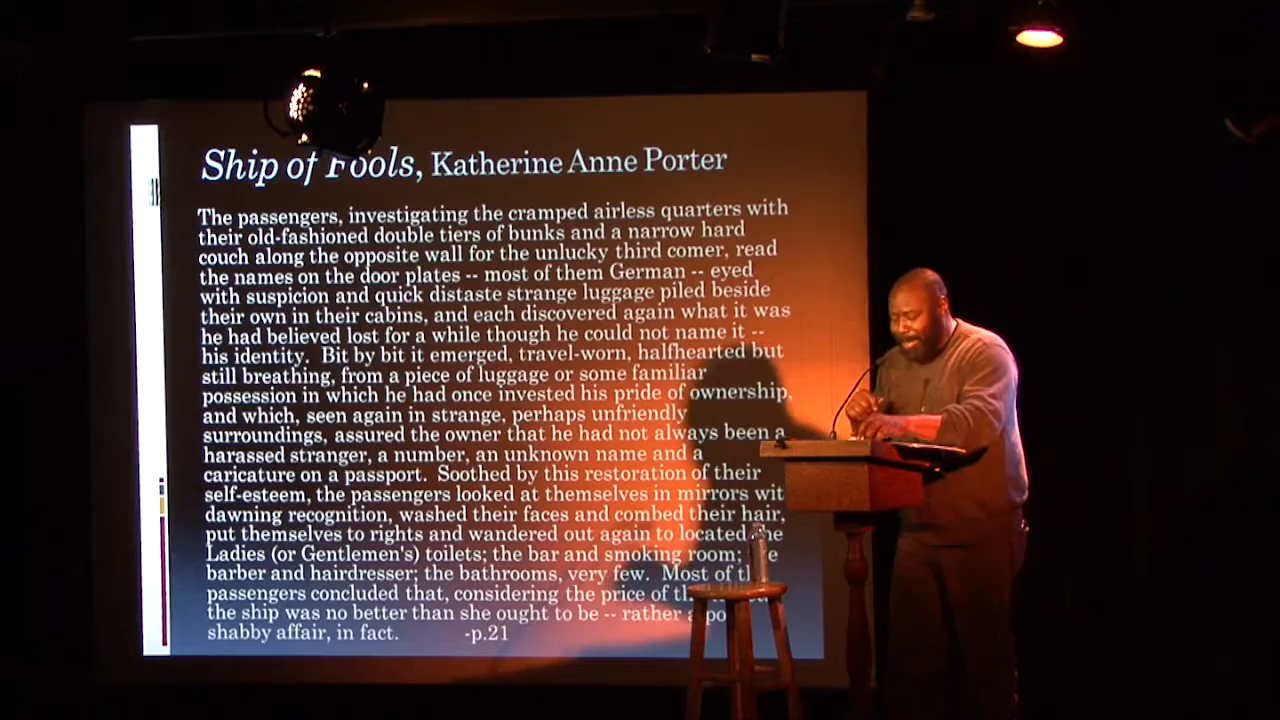 Ship of Fools, Katherine Anne Porter
The passengers, investigating the cramped airless quarters with
their old-fashioned double tiers of bunks and a narrow hard
couch along the opposite wall for the unlucky third comer, read
the names on the door plates -- most of them German -- eyed
with suspicion and quick distaste strange luggage piled beside
their own in their cabins, and each discovered again what it was
he had believed lost for a while though he could not name it --
his identity. Bit by bit it emerged, travel-worn, halfhearted but
still breathing, from a piece of luggage or some familiar
possession in which he had once invested his pride of ownership,
and which, seen again in strange, perhaps unfriendly
surroundings, assured the owner that he had not always been a
harassed stranger, a number, an unknown name and a
caricature on a passport. Soothed by this restoration of their
self-esteem, the passengers looked at themselves in mirrors wit
dawning recognition, washed their faces and combed their hair,
put themselves to rights and wandered out again to located he
Ladies (or Gentlemen's) toilets; the bar and smoking room; e
barber and hairdresser; the bathrooms, very few. Most of
passengers concluded that, considering the price of
the ship was no better than she ought to be -- rather
shabby affair, in fact. -p.21